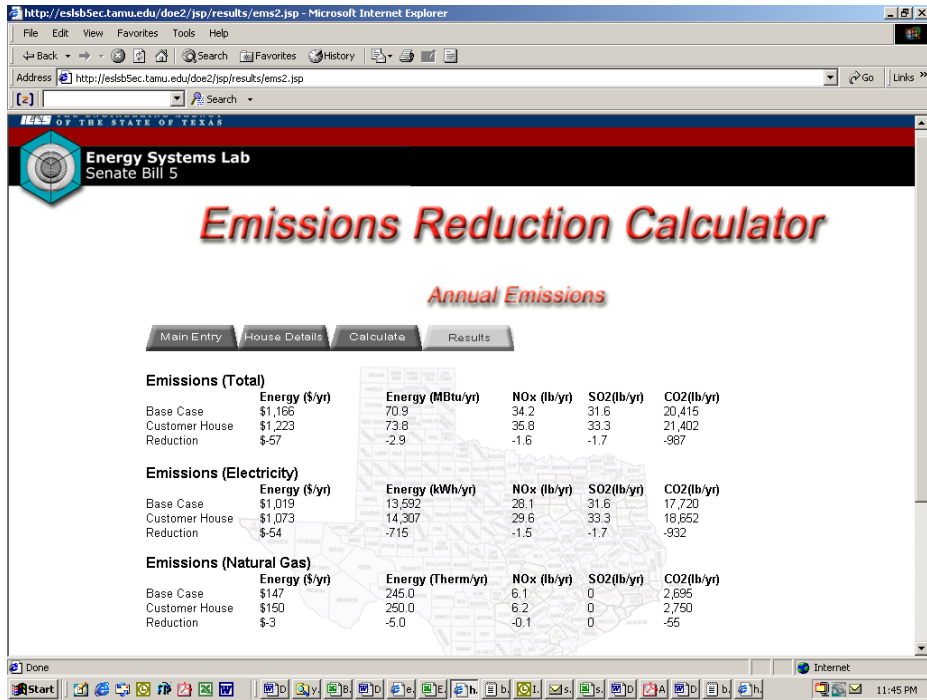 http://eslsb5ec.tamu.edu/doe2/jsp/results/ems2.jsp - Microsoft Internet Explorer
File Edit View Favorites Tools Help
Back Search Favorites History
Address http://eslsb5ec.tamu.edu/doe2/jsp/results/ems2.jsp Go Links »
[z] Search
OF THE STATE OF TEXAS
Energy Systems Lab
Senate Bill 5
Emissions Reduction Calculator
Annual Emissions
Main Entry House Details Calculate Results
Emissions (Total)
Energy ($/yr) Energy (MBtu/yr) NOx (lb/yr) SO2(lb/yr) CO2(lb/yr)
Base Case $1,166 70.9 34.2 31.6 20,415
Customer House $1,223 73.8 35.8 33.3 21,402
Reduction $-57 -2.9 -1.6 -1.7 -987
Emissions (Electricity)
Energy ($/yr) Energy (kWh/yr) NOx (lb/yr) SO2(lb/yr) CO2(lb/yr)
Base Case $1,019 13,592 28.1 31.6 17,720
Customer House $1,073 14,307 29.6 33.3 18,652
Reduction $-54 -715 -1.5 -1.7 -932
Emissions (Natural Gas)
Energy ($/yr) Energy (Therm/yr) NOx (lb/yr) SO2(lb/yr) CO2(lb/yr)
Base Case $147 245.0 6.1 0 2,695
Customer House $150 250.0 6.2 0 2,750
Reduction $-3 -5.0 -0.1 0 -55
Done Internet
Start D y. B. D e. E. h. b. I. s. s. D A D b. h. 11:45 PM